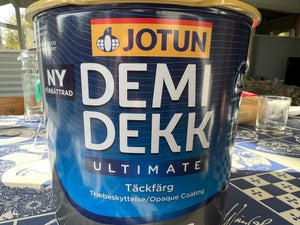 JOTUN
NY
FÖRBÄTTRAD
DEMI
DEKK
ULTIMATE
Täckfärg
Træbeskyttelse/Opaque Coating